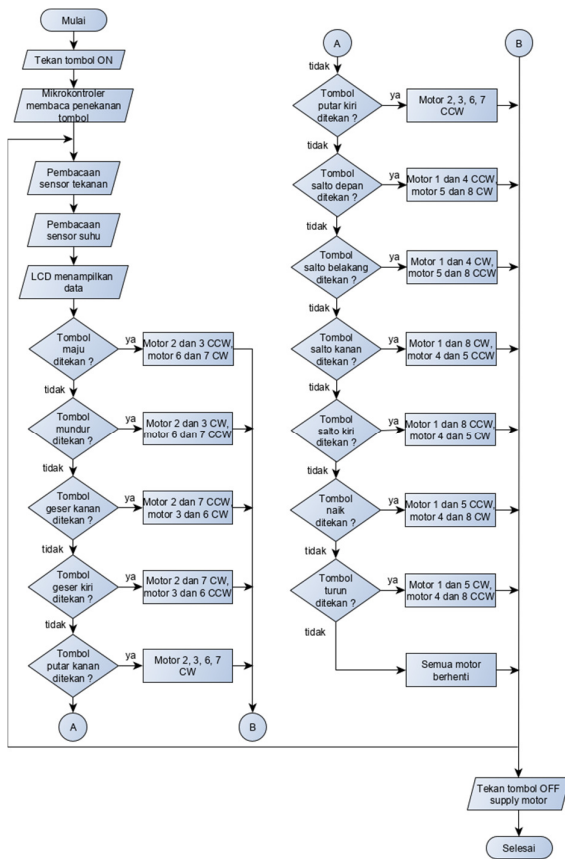 Mulai
Tekan tombol ON
Mikrokontroler
membaca penekanan
tombol
Pembacaan
sensor tekanan
Pembacaan
sensor suhu
LCD menampilkan
data
Tombol
maju
ditekan ?
ya
Motor 2 dan 3 CCW,
motor 6 dan 7 CW
tidak
Tombol
mundur
ditekan ?
ya
Motor 2 dan 3 CW,
motor 6 dan 7 CCW
tidak
Tombol
geser kanan
ditekan ?
ya
Motor 2 dan 7 CCW,
motor 3 dan 6 CW
tidak
Tombol
geser kiri
ditekan ?
ya
Motor 2 dan 7 CW,
motor 3 dan 6 CCW
tidak
Tombol
putar kanan
ditekan ?
ya
Motor 2, 3, 6, 7
CW
A
B
A
B
tidak
Tombol
putar kiri
ditekan ?
ya
Motor 2, 3, 6, 7
CCW
tidak
Tombol
salto depan
ditekan ?
ya
Motor 1 dan 4 CCW,
motor 5 dan 8 CW
tidak
Tombol
salto belakang
ditekan ?
ya
Motor 1 dan 4 CW,
motor 5 dan 8 CCW
tidak
Tombol
salto kanan
ditekan ?
ya
Motor 1 dan 8 CW,
motor 4 dan 5 CCW
tidak
Tombol
salto kiri
ditekan ?
ya
Motor 1 dan 8 CCW,
motor 4 dan 5 CW
tidak
Tombol
naik
ditekan ?
ya
Motor 1 dan 5 CCW,
motor 4 dan 8 CW
tidak
Tombol
turun
ditekan ?
ya
Motor 1 dan 5 CW,
motor 4 dan 8 CCW
tidak
Semua motor
berhenti
Tekan tombol OFF
supply motor
Selesai